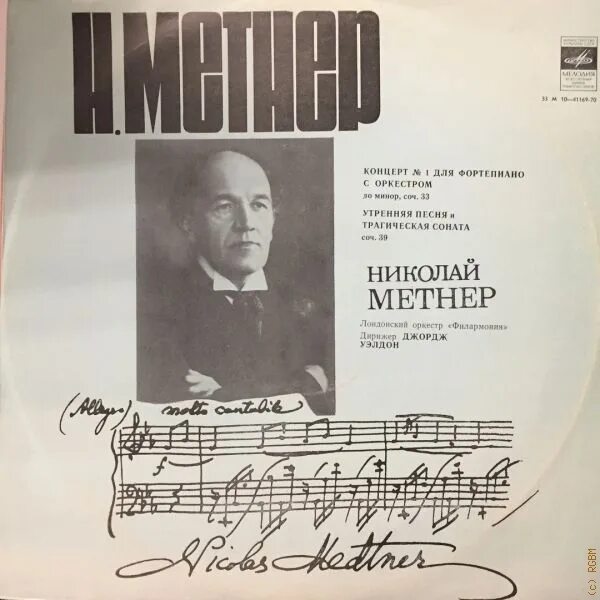 Н. МЕТНЕР
МЕЛОДИЯ
33 М 10—41169-70
КОНЦЕРТ № 1 ДЛЯ ФОРТЕПИАНО
С ОРКЕСТРОМ
до минор, соч. 33
УТРЕННЯЯ ПЕСНЯ и
ТРАГИЧЕСКАЯ СОНАТА
соч. 39
НИКОЛАЙ
МЕТНЕР
Лондонский оркестр «Филармония»
Дирижер ДЖОРДЖ
УЭЛДОН
(Allegro) molto cantabile
f
Nicolas Medtner
(c) RGBM